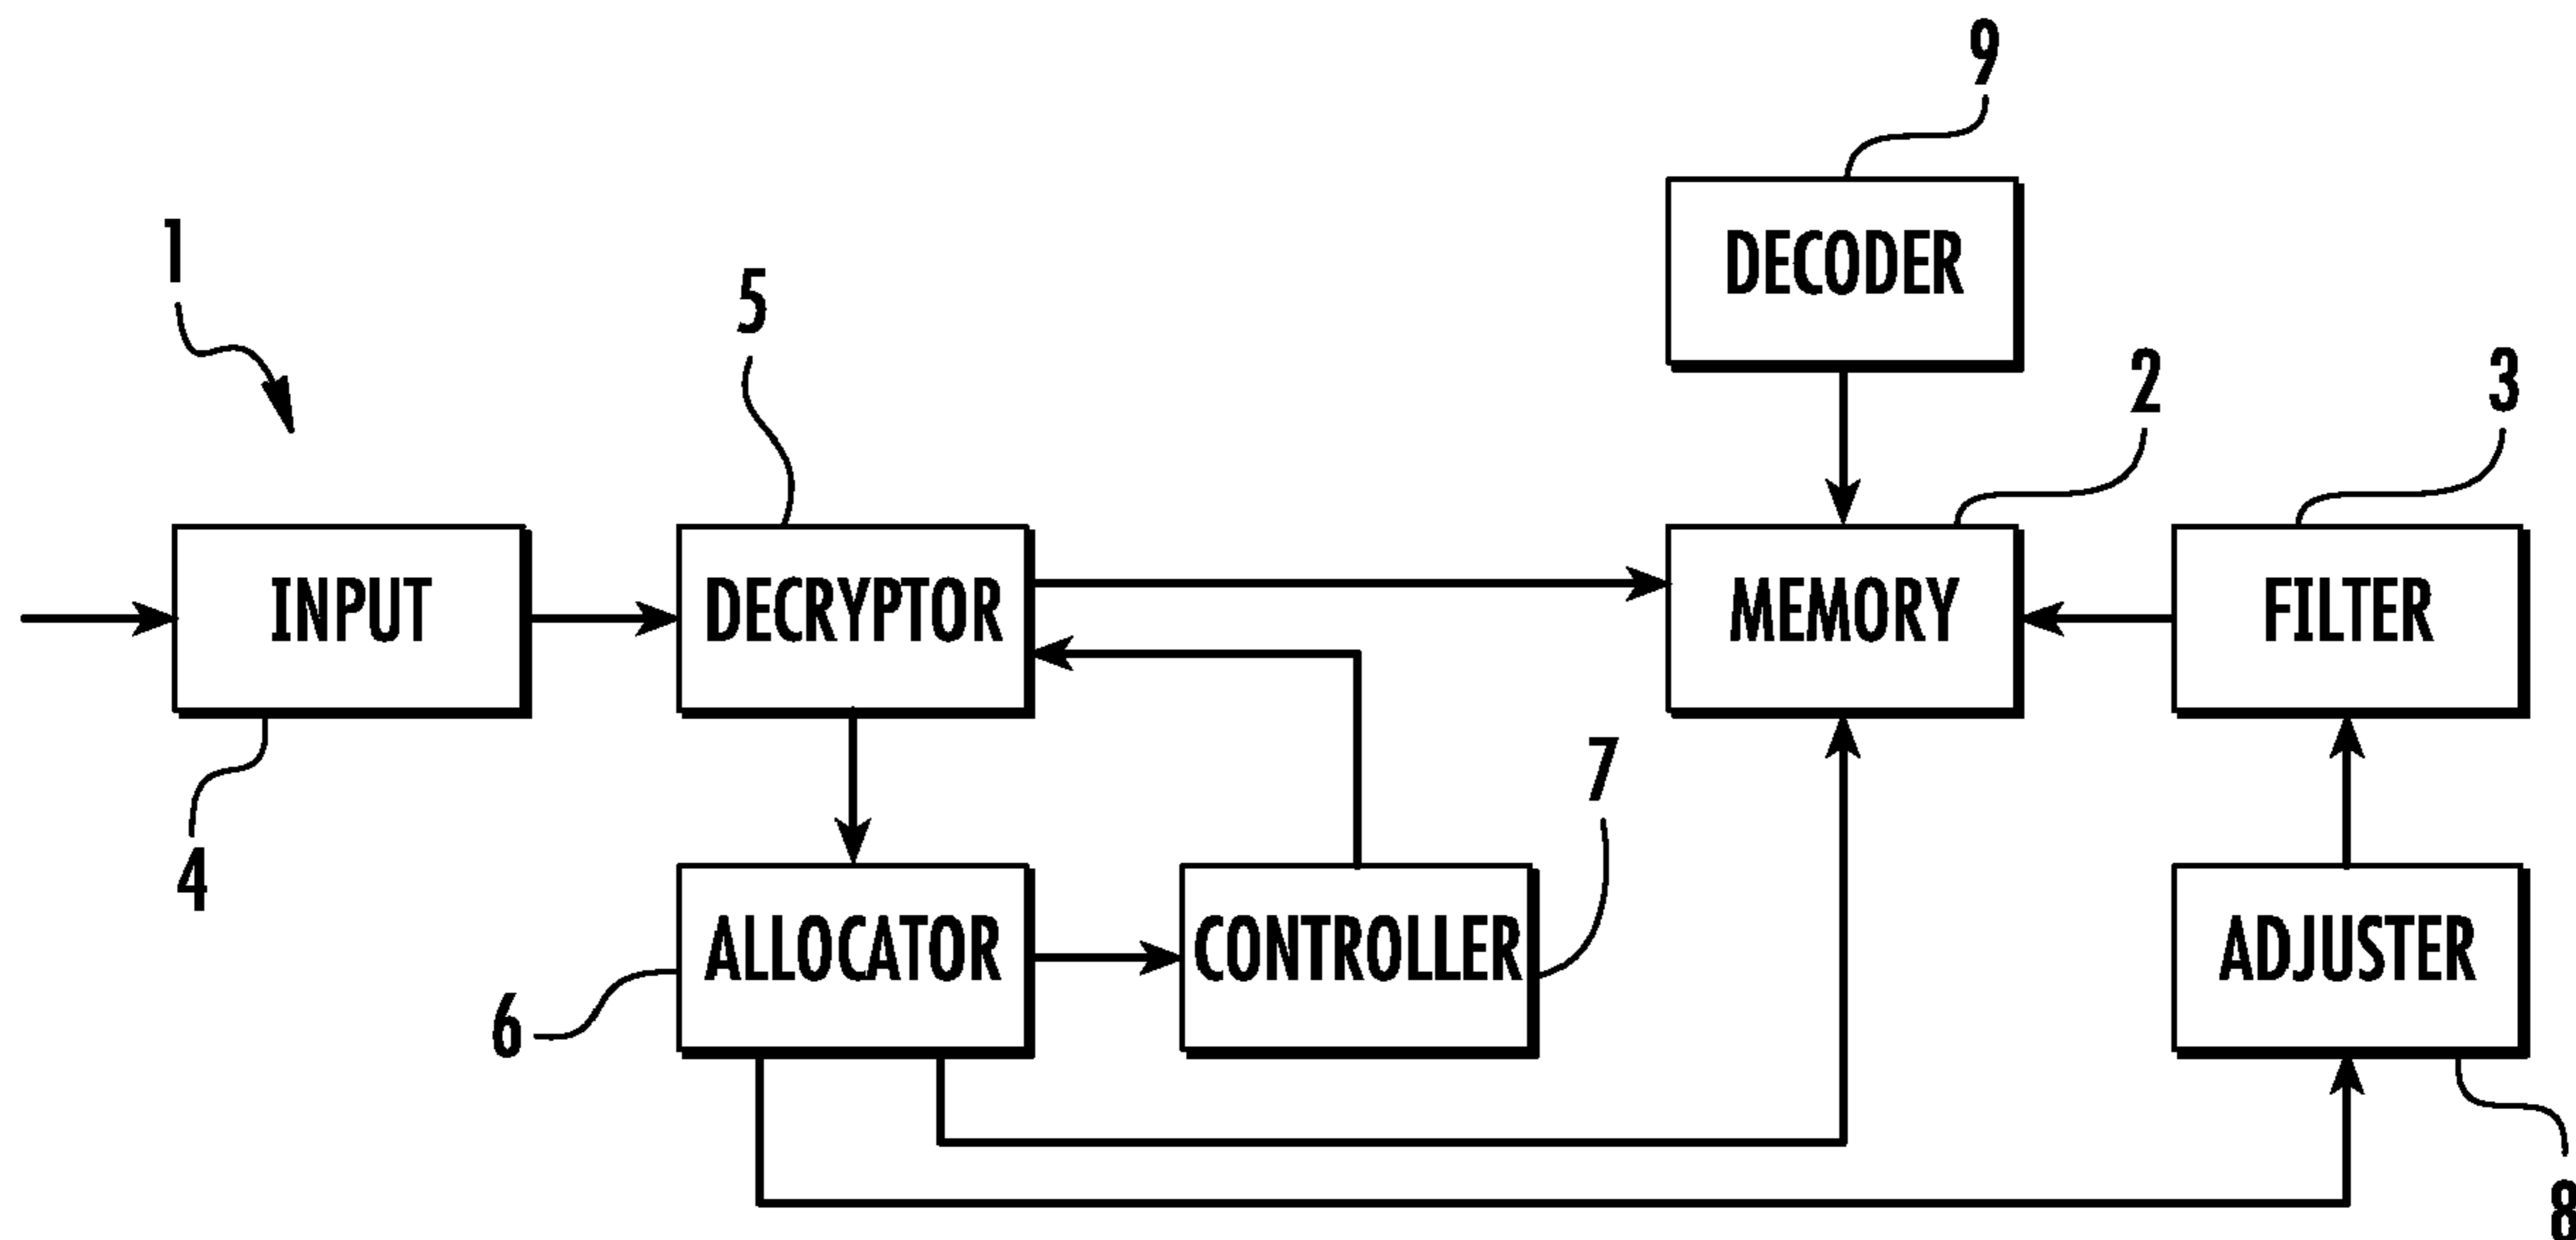 9
1
5
DECODER
2
3
INPUT
DECRYPTOR
MEMORY
FILTER
7
4
ALLOCATOR
CONTROLLER
ADJUSTER
6
8